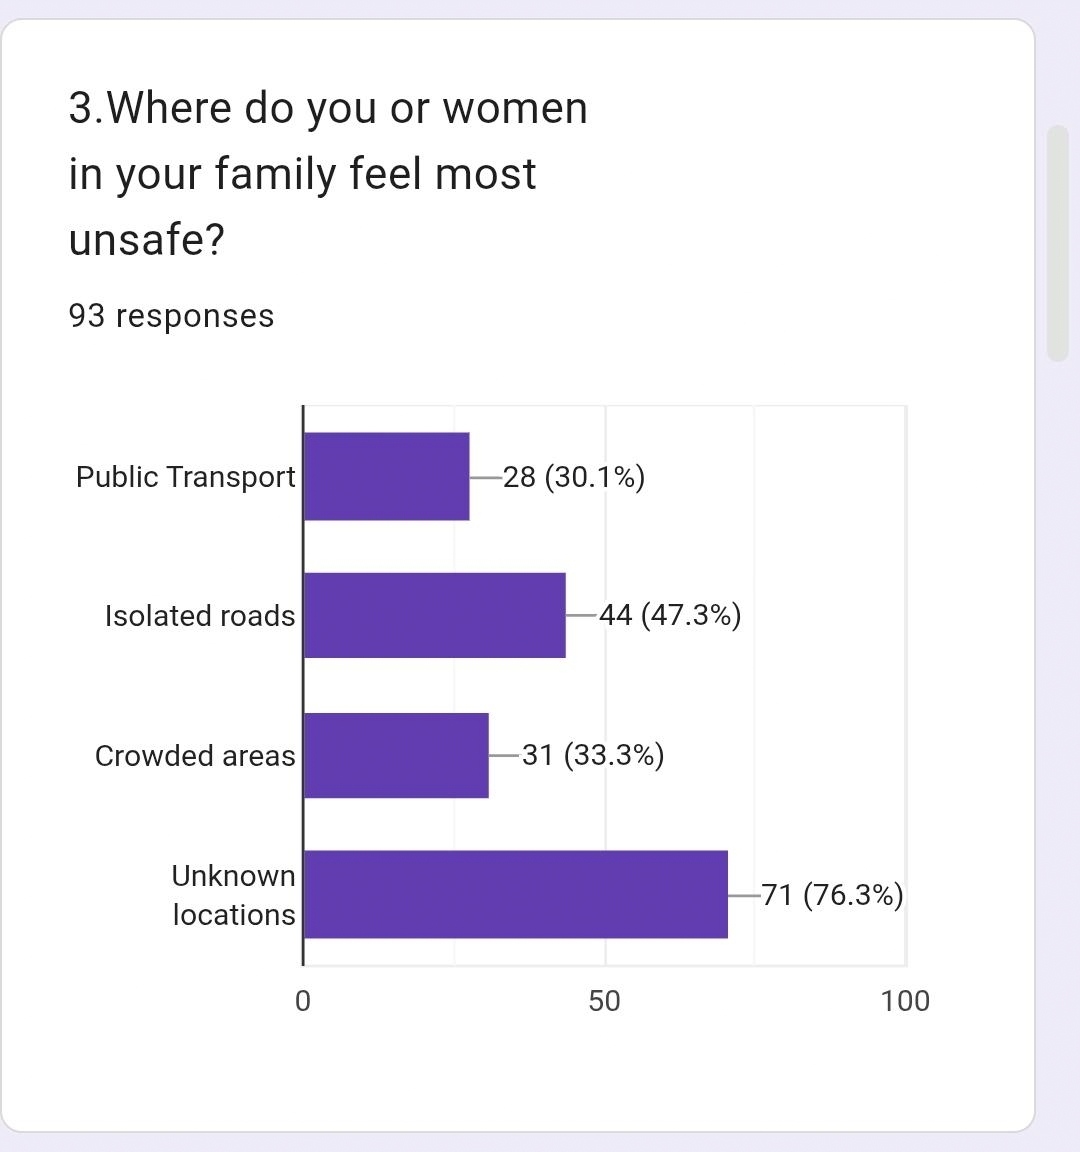 3.Where do you or women
in your family feel most
unsafe?
93 responses
Public Transport
28 (30.1%)
Isolated roads
44 (47.3%)
Crowded areas
31 (33.3%)
Unknown
locations
71 (76.3%)
0
50
100